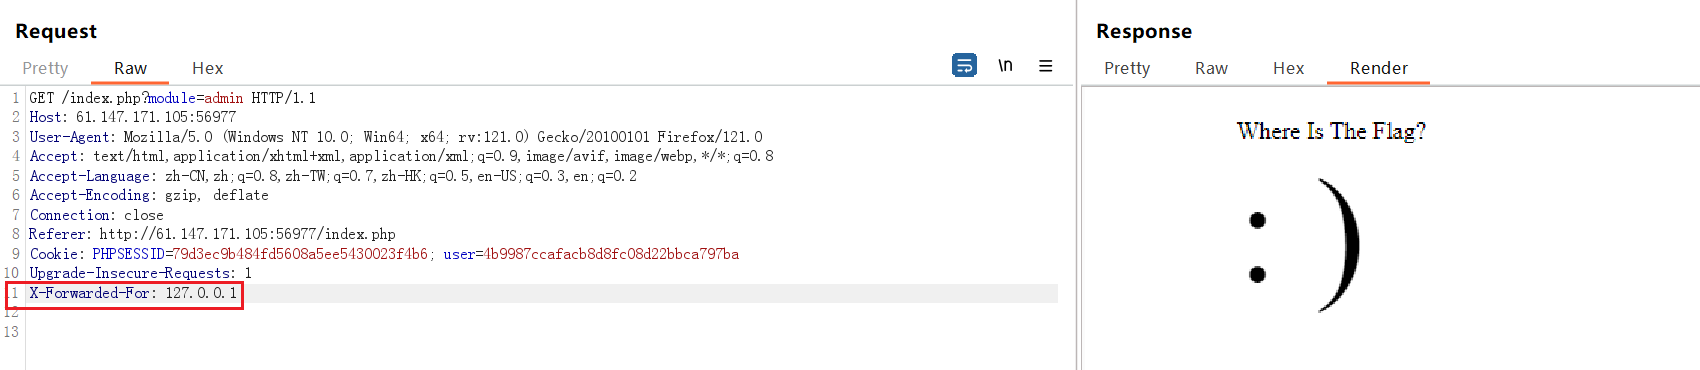 Request
Pretty Raw Hex
\n
1 GET /index.php?module=admin HTTP/1.1
2 Host: 61.147.171.105:56977
3 User-Agent: Mozilla/5.0 (Windows NT 10.0; Win64; x64; rv:121.0) Gecko/20100101 Firefox/121.0
4 Accept: text/html,application/xhtml+xml,application/xml;q=0.9,image/avif,image/webp,*/*;q=0.8
5 Accept-Language: zh-CN,zh;q=0.8,zh-TW;q=0.7,zh-HK;q=0.5,en-US;q=0.3,en;q=0.2
6 Accept-Encoding: gzip, deflate
7 Connection: close
8 Referer: http://61.147.171.105:56977/index.php
9 Cookie: PHPSESSID=79d3ec9b484fd5608a5ee5430023f4b6; user=4b9987ccafacb8d8fc08d22bbca797ba
10 Upgrade-Insecure-Requests: 1
11 X-Forwarded-For: 127.0.0.1
12
13
Response
Pretty Raw Hex Render
Where Is The Flag?
:)